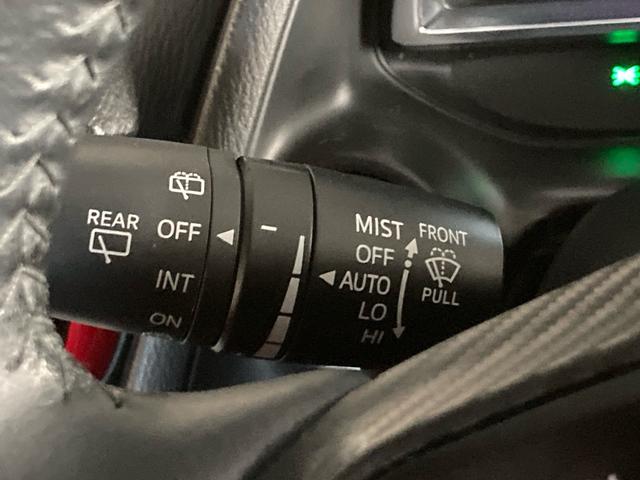 REAR
OFF
INT
ON
MIST
OFF
AUTO
LO
HI
FRONT
PULL